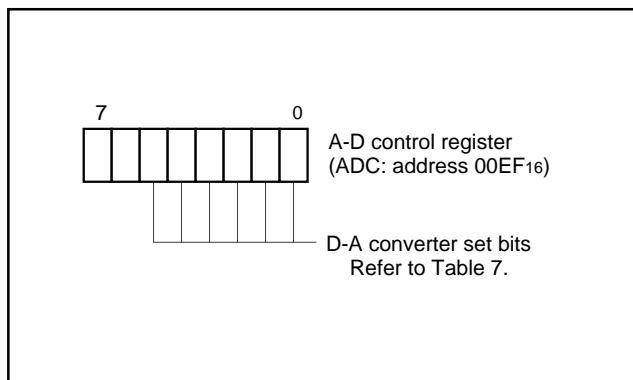 7 0
A-D control register
(ADC: address 00EF16)
D-A converter set bits
Refer to Table 7.